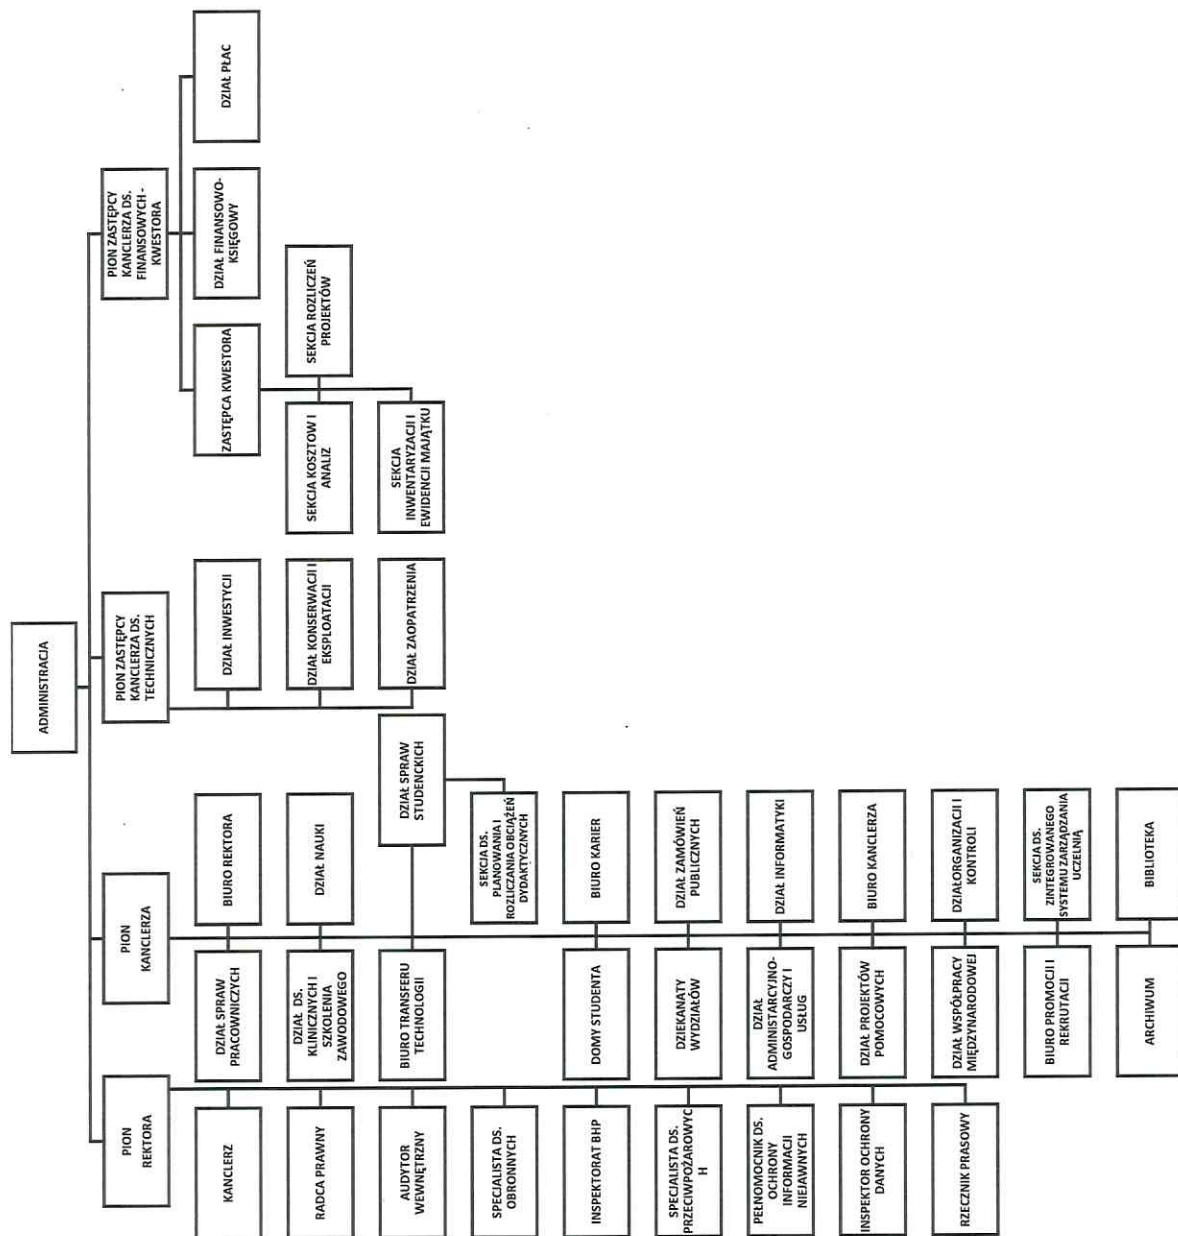 ADMINISTRACJA
PION
REKTORA
KANCLERZ
RADCA PRAWNY
AUDYTOR
WEWNĘTRZNY
SPECJALISTA DS.
OBRONNYCH
INSPEKTORAT BHP
SPECJALISTA DS.
PRZECIWPOŻAROWYC
H
PEŁNOMOCNIK DS.
OCHRONY
INFORMACJI
NIEJAWNYCH
INSPEKTOR OCHRONY
DANYCH
RZECZNIK PRASOWY
PION
KANCLERZA
DZIAŁ SPRAW
PRACOWNICZYCH
BIURO REKTORA
DZIAŁ DS.
KLINICZNYCH I
SZKOLENIA
ZAWODOWEGO
DZIAŁ NAUKI
BIURO TRANSFERU
TECHNOLOGII
DZIAŁ SPRAW
STUDENCKICH
SEKCJA DS.
PLANOWANIA I
ROZLICZANIA OBCIĄŻEŃ
DYDAKTYCZNYCH
DOMY STUDENTA
BIURO KARIER
DZIEKANATY
WYDZIAŁÓW
DZIAŁ ZAMÓWIEŃ
PUBLICZNYCH
DZIAŁ
ADMINISTARCYJNO-
GOSPODARCZY I
USŁUG
DZIAŁ INFORMATYKI
DZIAŁ PROJEKTÓW
POMOCOWYCH
BIURO KANCLERZA
DZIAŁ WSPÓŁPRACY
MIĘDZYNARODOWEJ
DZIAŁORGANIZACJI I
KONTROLI
BIURO PROMOCJI I
REKRUTACJI
SEKCJA DS.
ZINTEGROWANEGO
SYSTEMU ZARZĄDZANIA
UCZELNIĄ
ARCHIWUM
BIBLIOTEKA
PION ZASTĘPCY
KANCLERZA DS.
TECHNICZNYCH
DZIAŁ INWESTYCJI
DZIAŁ KONSERWACJI I
EKSPLOATACJI
DZIAŁ ZAOPATRZENIA
PION ZASTĘPCY
KANCLERZA DS.
FINANSOWYCH -
KWESTORA
ZASTĘPCA KWESTORA
SEKCJA KOSZTOW I
ANALIZ
SEKCJA ROZLICZEŃ
PROJEKTÓW
SEKCJA
INWENTARYZACJI I
EWIDENCJI MAJĄTKU
DZIAŁ FINANSOWO-
KSIĘGOWY
DZIAŁ PŁAC